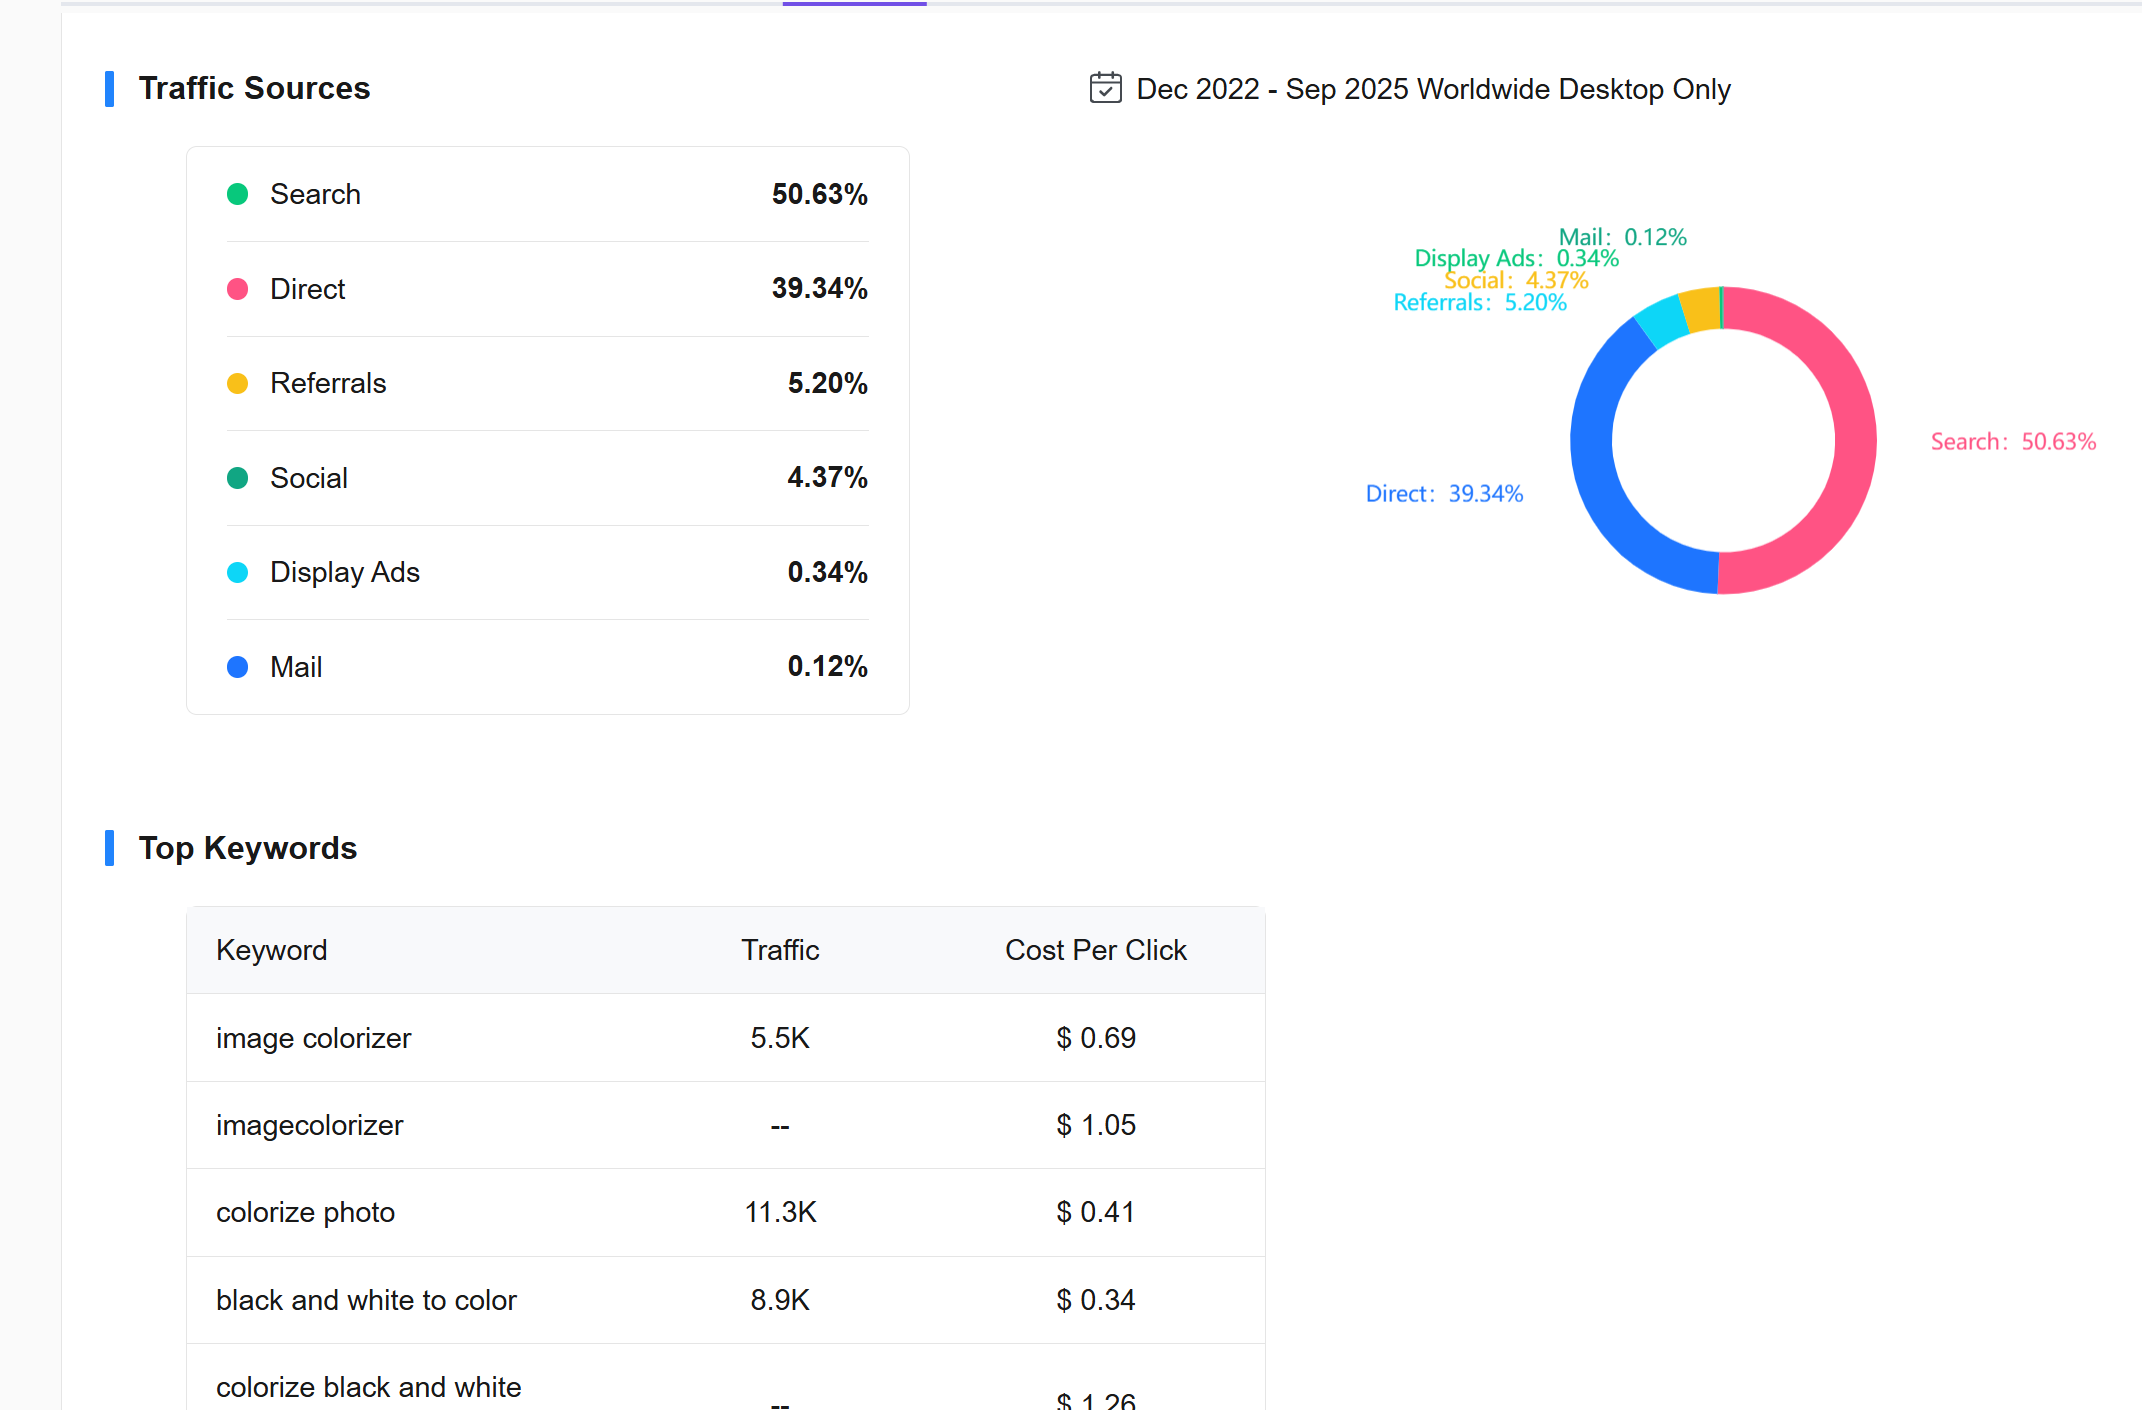 Traffic Sources
Dec 2022 - Sep 2025 Worldwide Desktop Only
Search 50.63%
Direct 39.34%
Referrals 5.20%
Social 4.37%
Display Ads 0.34%
Mail 0.12%
Mail: 0.12%
Display Ads: 0.34%
Social: 4.37%
Referrals: 5.20%
Search: 50.63%
Direct: 39.34%
Top Keywords
Keyword Traffic Cost Per Click
image colorizer 5.5K $ 0.69
imagecolorizer -- $ 1.05
colorize photo 11.3K $ 0.41
black and white to color 8.9K $ 0.34
colorize black and white
-- $ 1.26